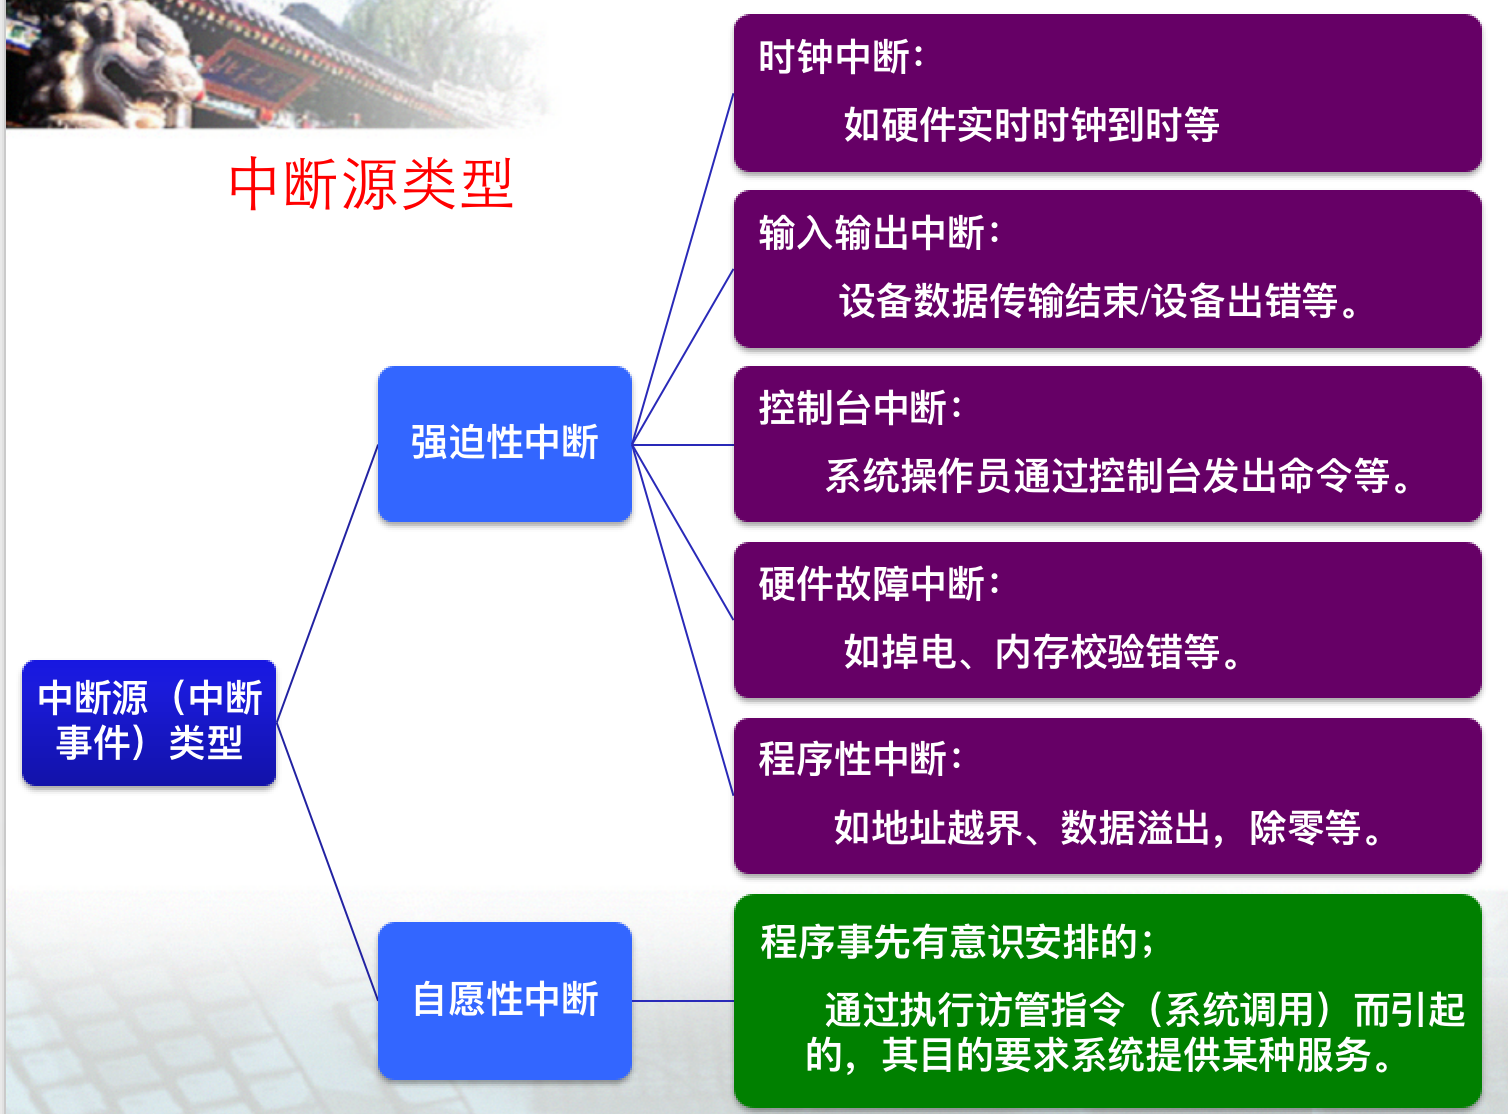 中断源类型
中断源（中断
事件）类型
强迫性中断
时钟中断：
如硬件实时时钟到时等
输入输出中断：
设备数据传输结束/设备出错等。
控制台中断：
系统操作员通过控制台发出命令等。
硬件故障中断：
如掉电、内存校验错等。
程序性中断：
如地址越界、数据溢出，除零等。
自愿性中断
程序事先有意识安排的；
通过执行访管指令（系统调用）而引起
的，其目的要求系统提供某种服务。